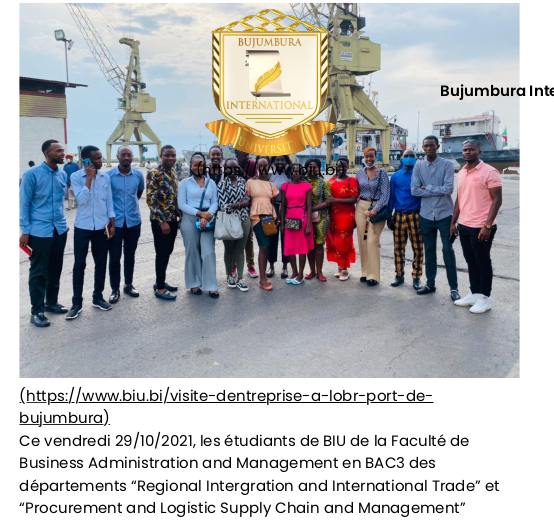 BUJUMBURA
INTERNATIONAL
UNIVERSITY
Bujumbura Inte
(https://www.biu.bi)
(https://www.biu.bi/visite-dentreprise-a-lobr-port-de-
bujumbura)
Ce vendredi 29/10/2021, les étudiants de BIU de la Faculté de
Business Administration and Management en BAC3 des
départements “Regional Intergration and International Trade” et
“Procurement and Logistic Supply Chain and Management”